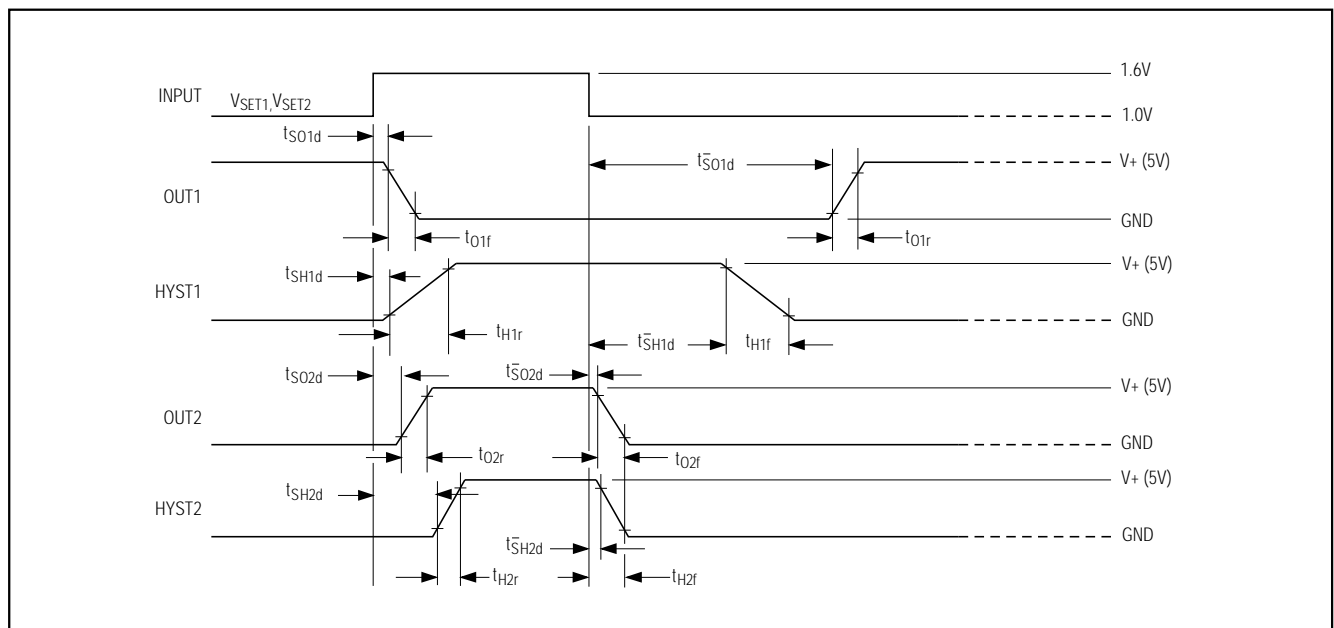 INPUT
VSET1,VSET2
1.6V
1.0V
tSO1d
OUT1
tS̅O1d
V+ (5V)
GND
tO1f
tO1r
tSH1d
HYST1
V+ (5V)
GND
tH1r
tS̅H1d
tH1f
tSO2d
tS̅O2d
OUT2
V+ (5V)
GND
tO2r
tO2f
tSH2d
HYST2
V+ (5V)
GND
tS̅H2d
tH2r
tH2f